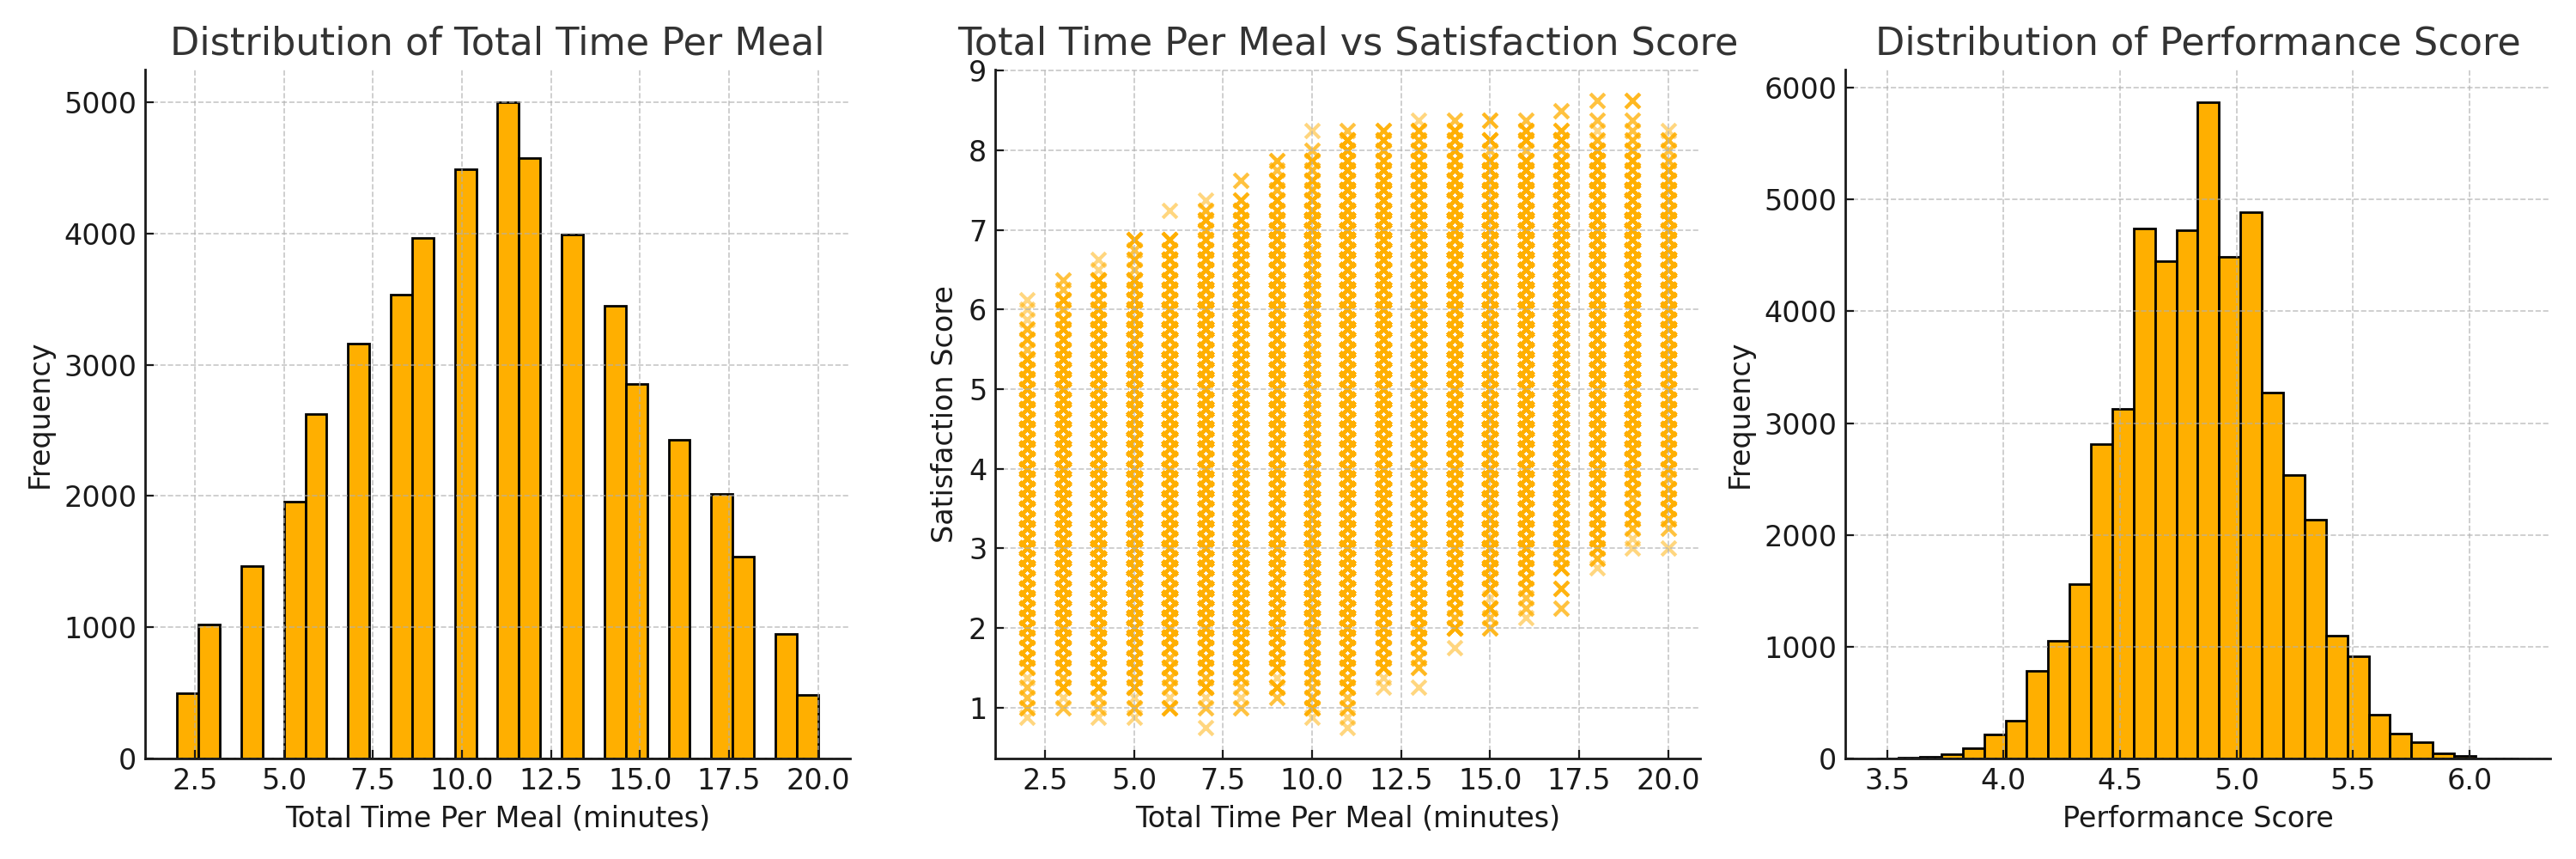 Distribution of Total Time Per Meal
5000
4000
3000
2000
1000
0
Frequency
2.5 5.0 7.5 10.0 12.5 15.0 17.5 20.0
Total Time Per Meal (minutes)
Total Time Per Meal vs Satisfaction Score
9
8
7
6
5
4
3
2
1
Satisfaction Score
2.5 5.0 7.5 10.0 12.5 15.0 17.5 20.0
Total Time Per Meal (minutes)
Distribution of Performance Score
6000
5000
4000
3000
2000
1000
0
Frequency
3.5 4.0 4.5 5.0 5.5 6.0
Performance Score